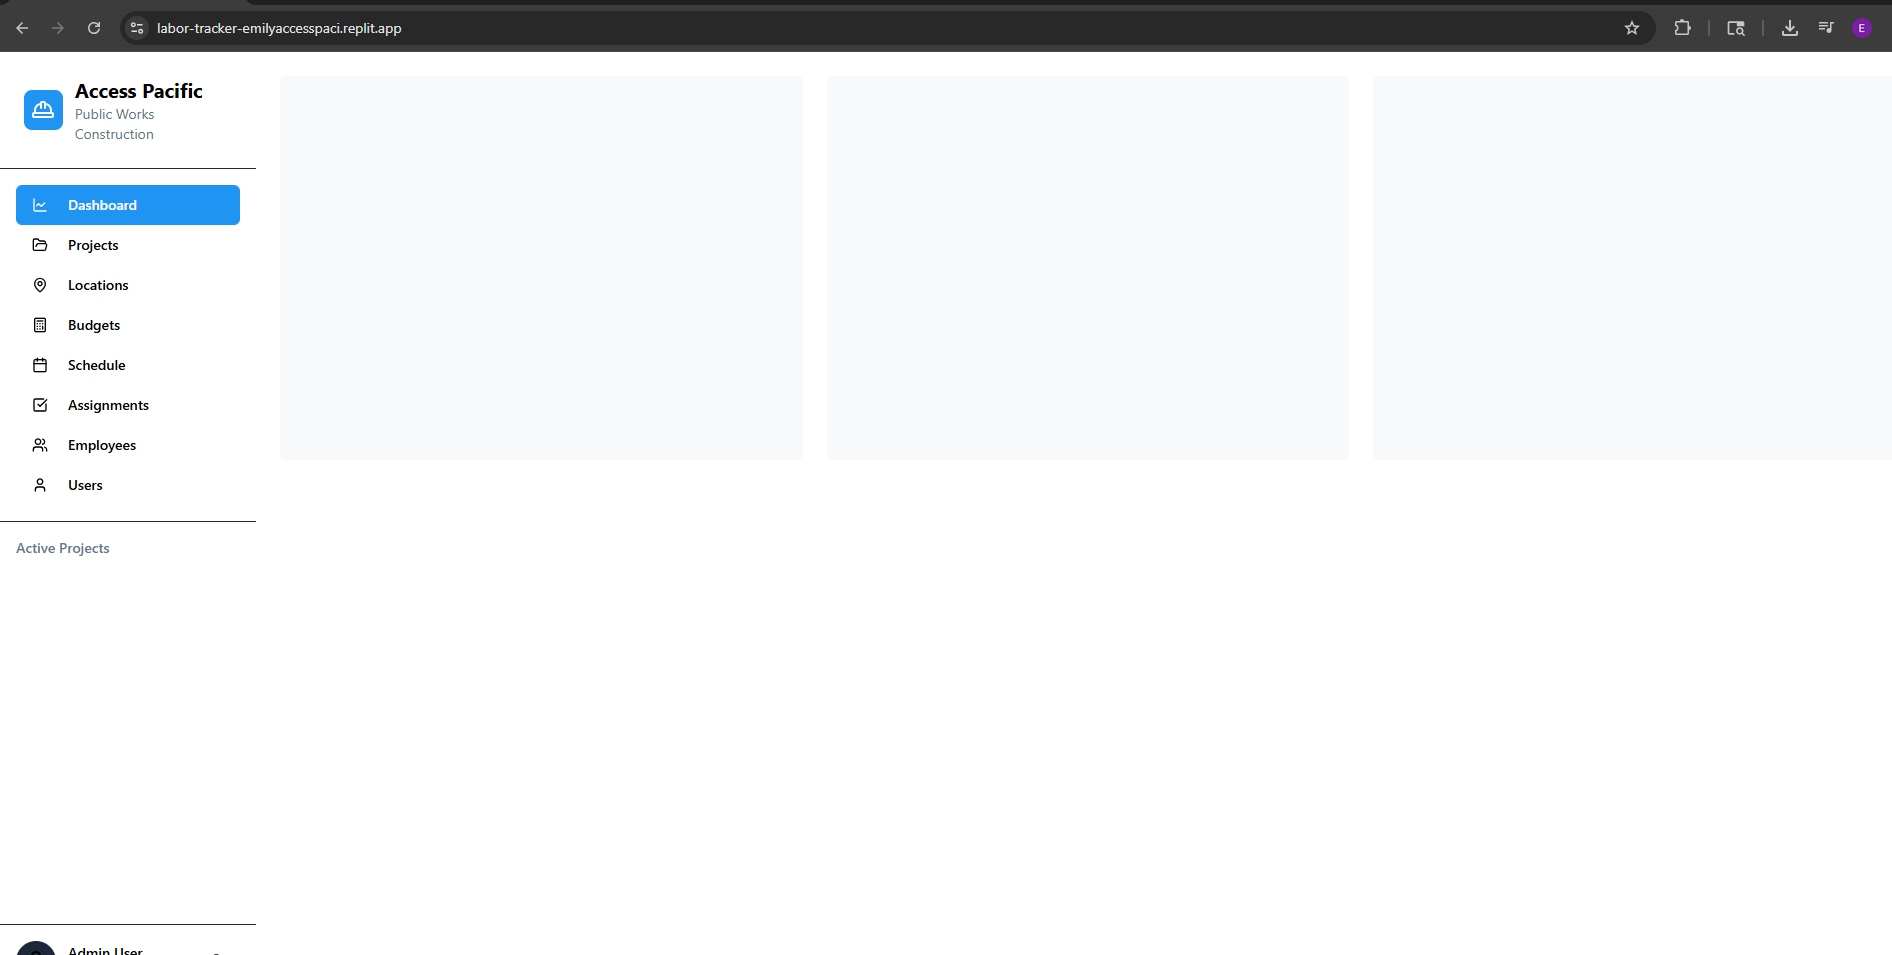 labor-tracker-emilyaccesspaci.replit.app
E
Access Pacific
Public Works
Construction
Dashboard
Projects
Locations
Budgets
Schedule
Assignments
Employees
Users
Active Projects
Admin User